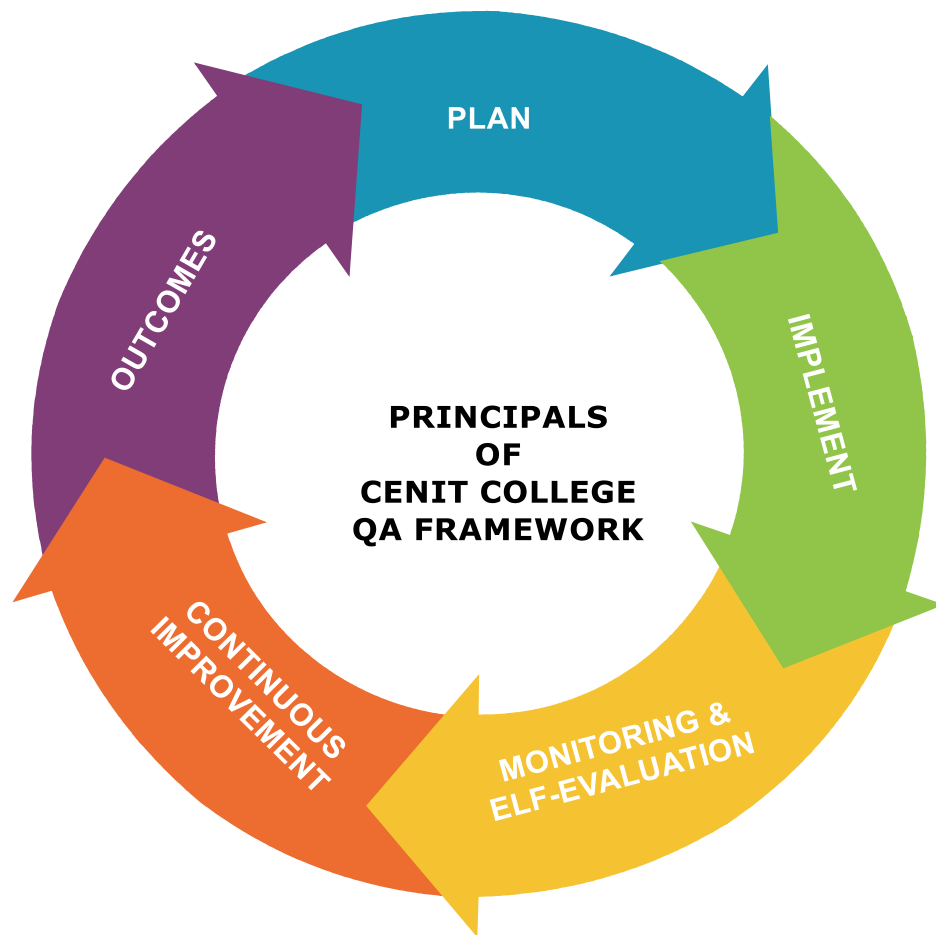 PLAN
IMPLEMENT
MONITORING &
ELF-EVALUATION
CONTINUOUS
IMPROVEMENT
OUTCOMES
PRINCIPALS
OF
CENIT COLLEGE
QA FRAMEWORK